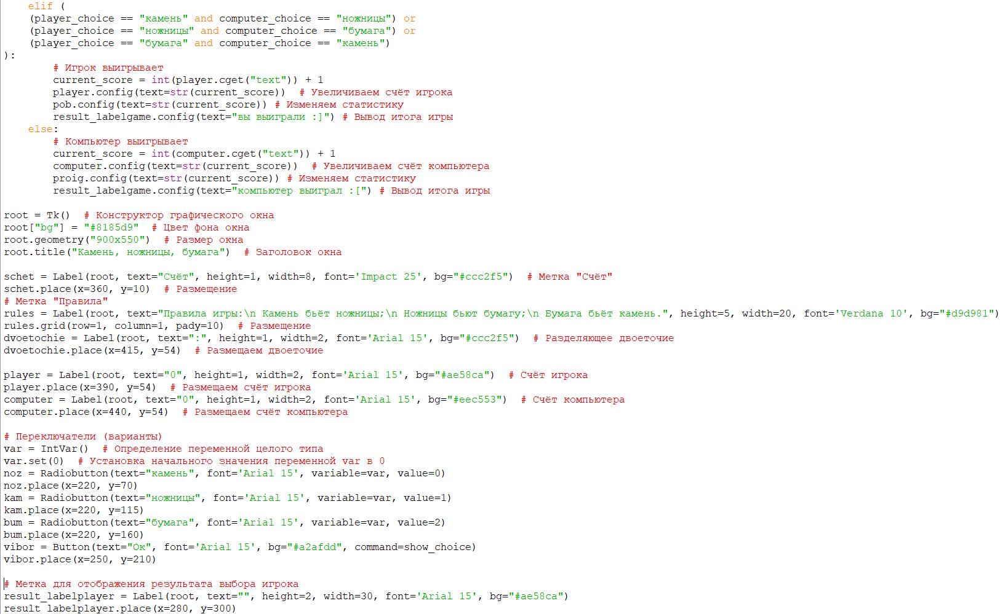 elif (
    (player_choice == "камень" and computer_choice == "ножницы") or
    (player_choice == "ножницы" and computer_choice == "бумага") or
    (player_choice == "бумага" and computer_choice == "камень")
):
        # Игрок выигрывает
        current_score = int(player.cget("text")) + 1
        player.config(text=str(current_score))  # Увеличиваем счёт игрока
        pob.config(text=str(current_score)) # Изменяем статистику
        result_labelgame.config(text="вы выиграли :]") # Вывод итога игры
    else:
        # Компьютер выигрывает
        current_score = int(computer.cget("text")) + 1
        computer.config(text=str(current_score))  # Увеличиваем счёт компьютера
        proig.config(text=str(current_score)) # Изменяем статистику
        result_labelgame.config(text="компьютер выиграл :[") # Вывод итога игры

root = Tk()  # Конструктор графического окна
root["bg"] = "#8185d9"  # Цвет фона окна
root.geometry("900x550")  # Размер окна
root.title("Камень, ножницы, бумага")  # Заголовок окна

schet = Label(root, text="Счёт", height=1, width=8, font='Impact 25', bg="#ccc2f5")  # Метка "Счёт"
schet.place(x=360, y=10)  # Размещение
# Метка "Правила"
rules = Label(root, text="Правила игры:\n Камень бьёт ножницы;\n Ножницы бьют бумагу;\n Бумага бьёт камень.", height=5, width=20, font='Verdana 10', bg="#d9d981")
rules.grid(row=1, column=1, pady=10)  # Размещение
dvoetochie = Label(root, text=":", height=1, width=2, font='Arial 15', bg="#ccc2f5")  # Разделяющее двоеточие
dvoetochie.place(x=415, y=54)  # Размещаем двоеточие

player = Label(root, text="0", height=1, width=2, font='Arial 15', bg="#ae58ca")  # Счёт игрока
player.place(x=390, y=54)  # Размещаем счёт игрока
computer = Label(root, text="0", height=1, width=2, font='Arial 15', bg="#eec553")  # Счёт компьютера
computer.place(x=440, y=54)  # Размещаем счёт компьютера

# Переключатели (варианты)
var = IntVar()  # Определение переменной целого типа
var.set(0)  # Установка начального значения переменной var в 0
noz = Radiobutton(text="камень", font='Arial 15', variable=var, value=0)
noz.place(x=220, y=70)
kam = Radiobutton(text="ножницы", font='Arial 15', variable=var, value=1)
kam.place(x=220, y=115)
bum = Radiobutton(text="бумага", font='Arial 15', variable=var, value=2)
bum.place(x=220, y=160)
vibor = Button(text="Ок", font='Arial 15', bg="#a2afdd", command=show_choice)
vibor.place(x=250, y=210)

# Метка для отображения результата выбора игрока
result_labelplayer = Label(root, text="", height=2, width=30, font='Arial 15', bg="#ae58ca")
result_labelplayer.place(x=280, y=300)